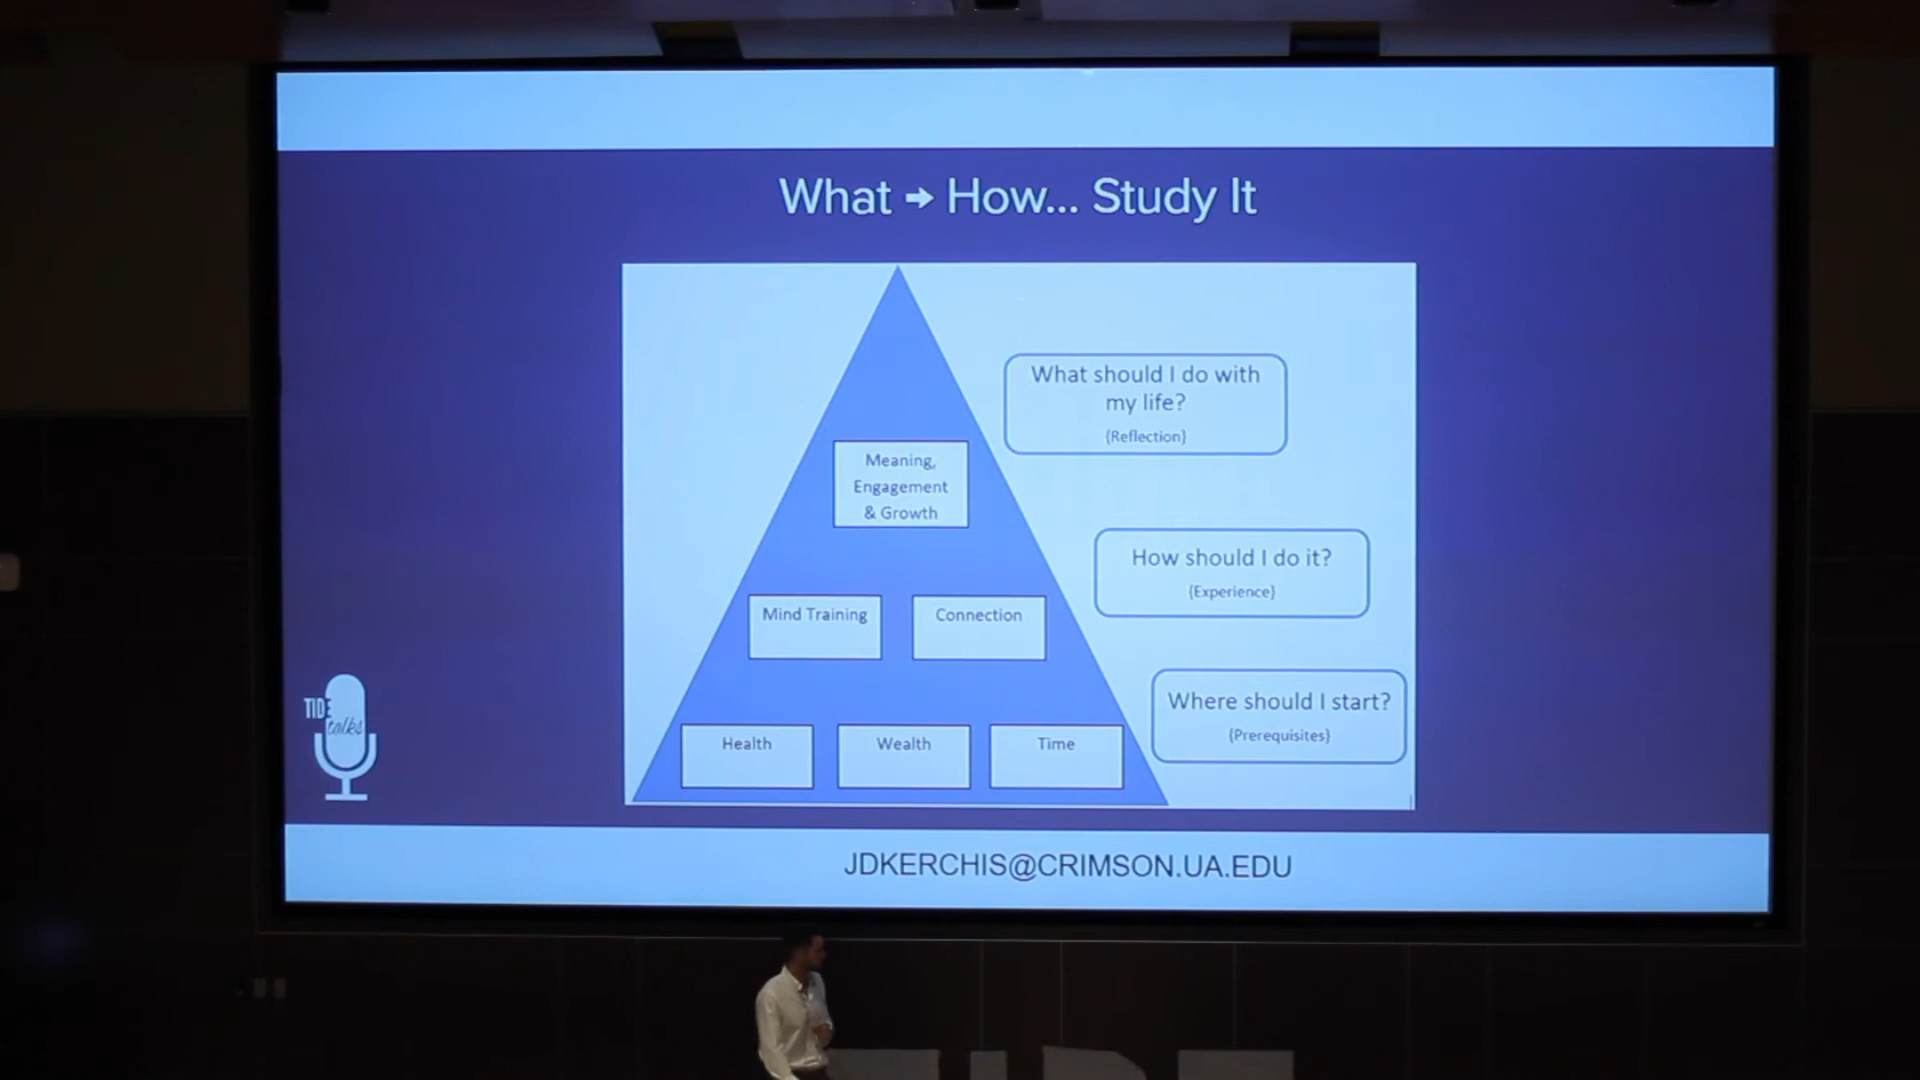 What → How... Study It
What should I do with
my life?
{Reflection}
Meaning,
Engagement
& Growth
How should I do it?
{Experience}
Mind Training
Connection
Where should I start?
{Prerequisites}
Health
Wealth
Time
TIDE
talks
JDKERCHIS@CRIMSON.UA.EDU